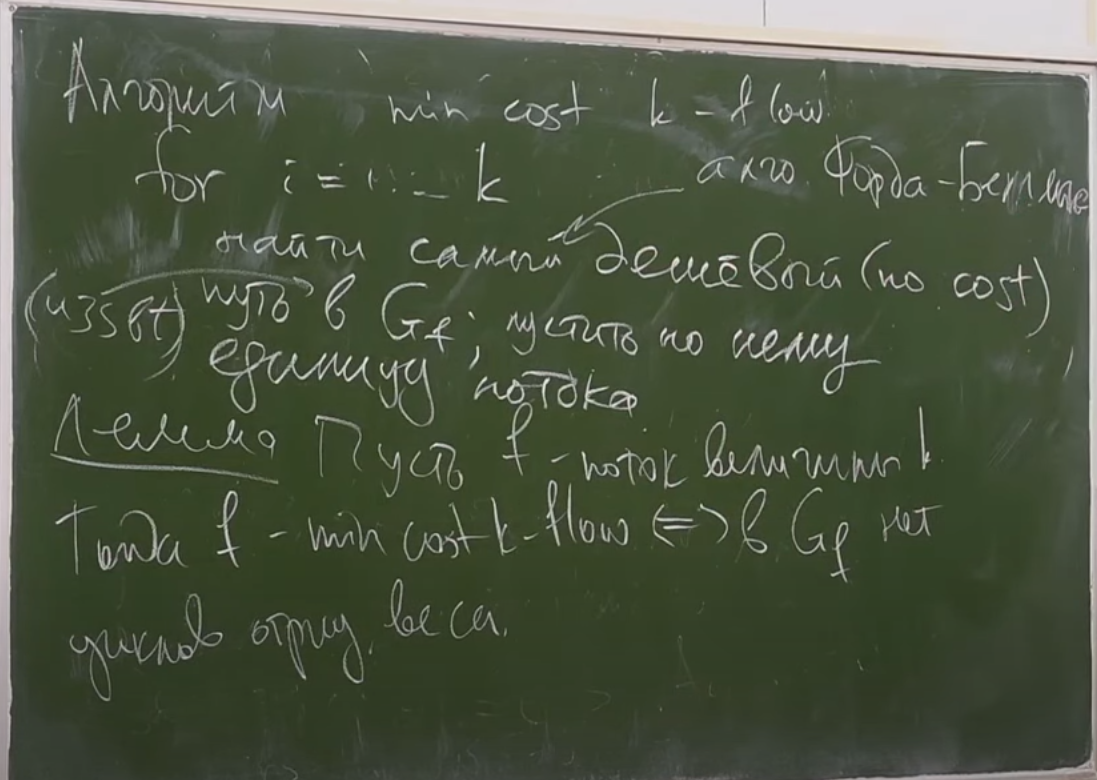 Алгоритм min cost k-flow
for i = 1..k алго Форда-Беллмана
найти самый дешёвый (по cost)
(из s в t) путь в G_f; пустить по нему
единицу потока
Лемма Пусть f - поток величины k.
Тогда f - min cost k-flow <=> в G_f нет
циклов отриц. веса.